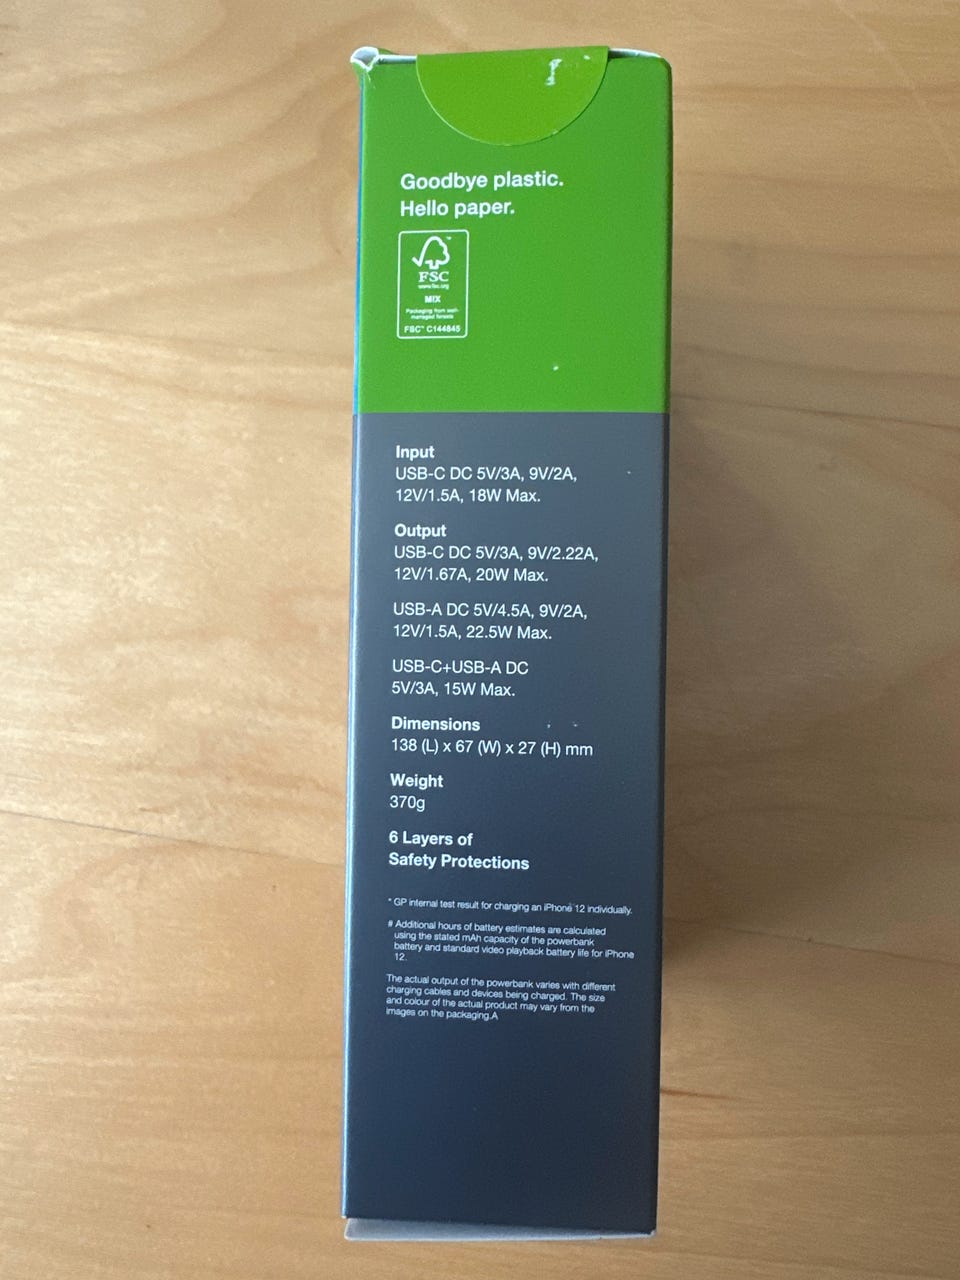 Goodbye plastic.
Hello paper.
FSC
www.fsc.org
MIX
Packaging from well-
managed forests
FSC™ C144845
Input
USB-C DC 5V/3A, 9V/2A,
12V/1.5A, 18W Max.
Output
USB-C DC 5V/3A, 9V/2.22A,
12V/1.67A, 20W Max.
USB-A DC 5V/4.5A, 9V/2A,
12V/1.5A, 22.5W Max.
USB-C+USB-A DC
5V/3A, 15W Max.
Dimensions
138 (L) x 67 (W) x 27 (H) mm
Weight
370g
6 Layers of
Safety Protections
* GP internal test result for charging an iPhone 12 individually.
# Additional hours of battery estimates are calculated
using the stated mAh capacity of the powerbank
battery and standard video playback battery life for iPhone
12.
The actual output of the powerbank varies with different
charging cables and devices being charged. The size
and colour of the actual product may vary from the
images on the packaging.A